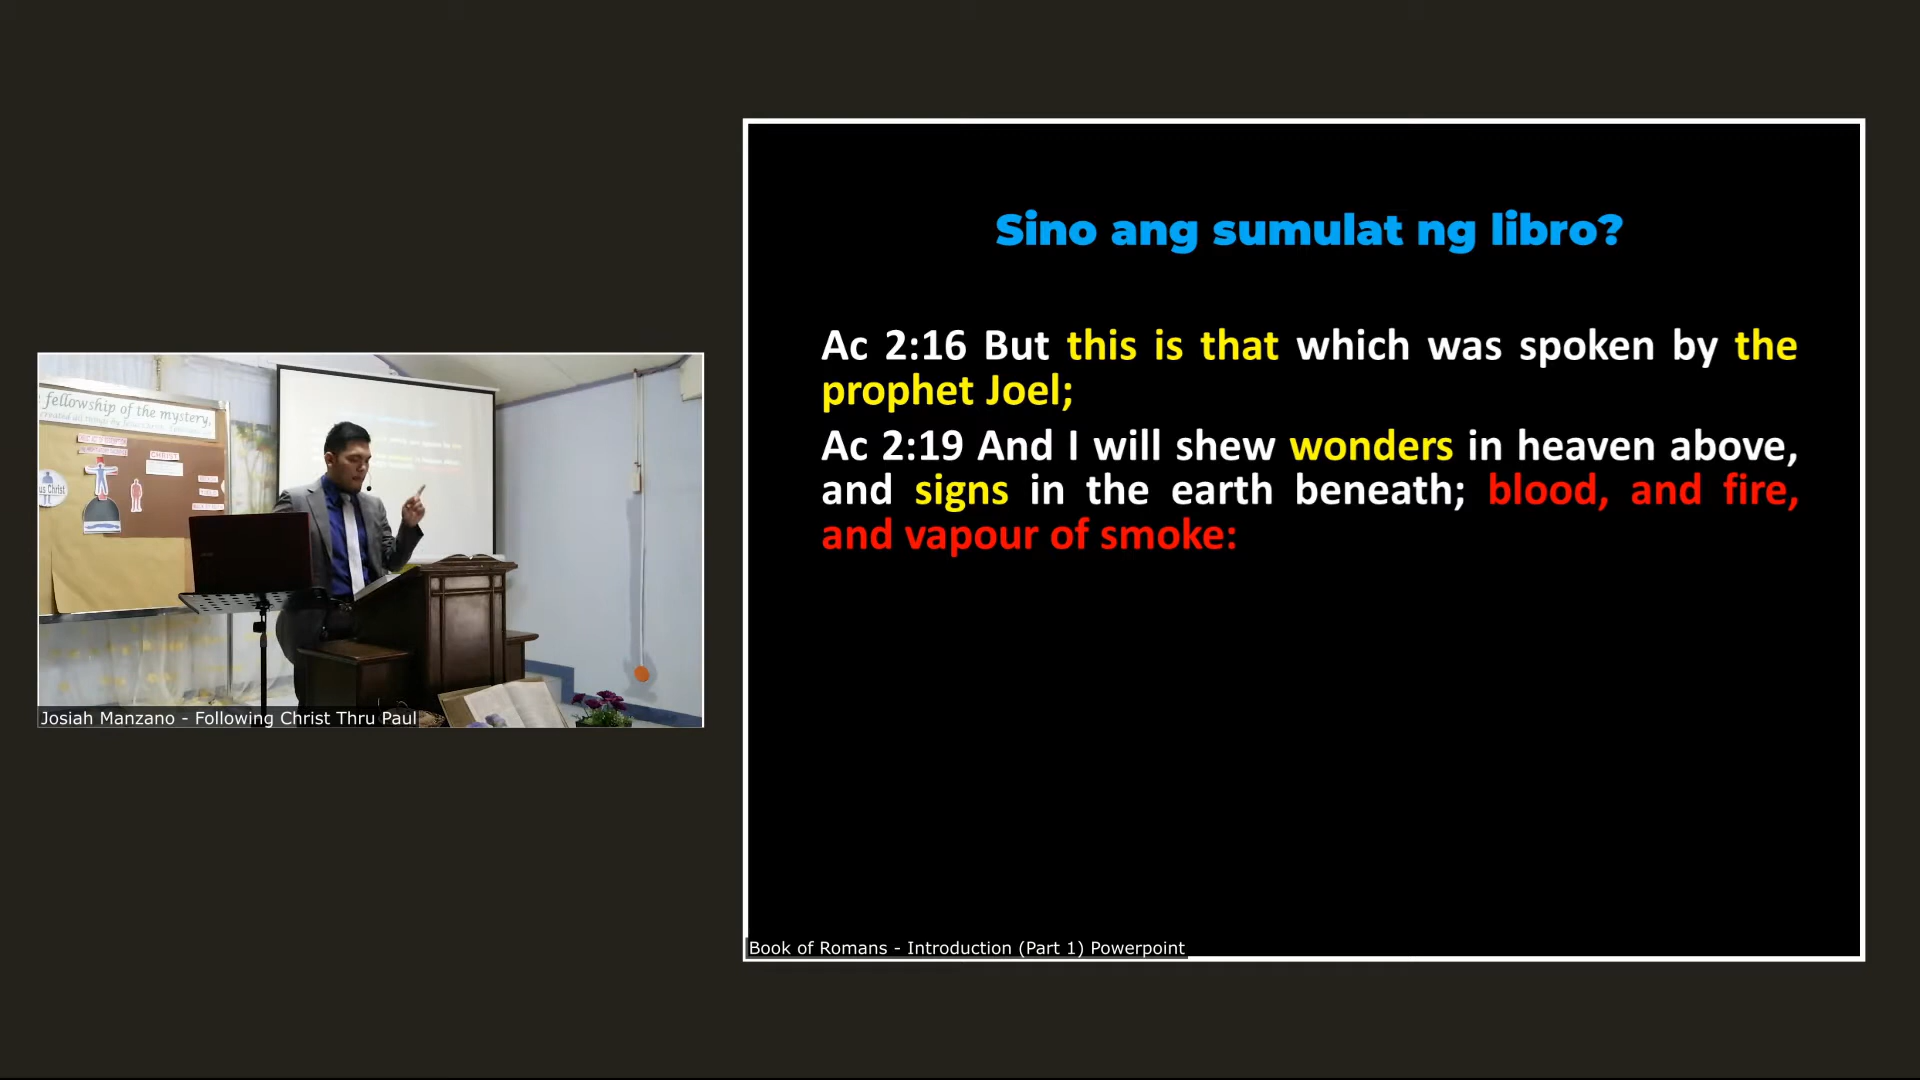 Sino ang sumulat ng libro?
Ac 2:16 But this is that which was spoken by the
prophet Joel;
Ac 2:19 And I will shew wonders in heaven above,
and signs in the earth beneath; blood, and fire,
and vapour of smoke:
Book of Romans - Introduction (Part 1) Powerpoint
fellowship of the mystery,
CHRIST
us Christ
Josiah Manzano - Following Christ Thru Paul